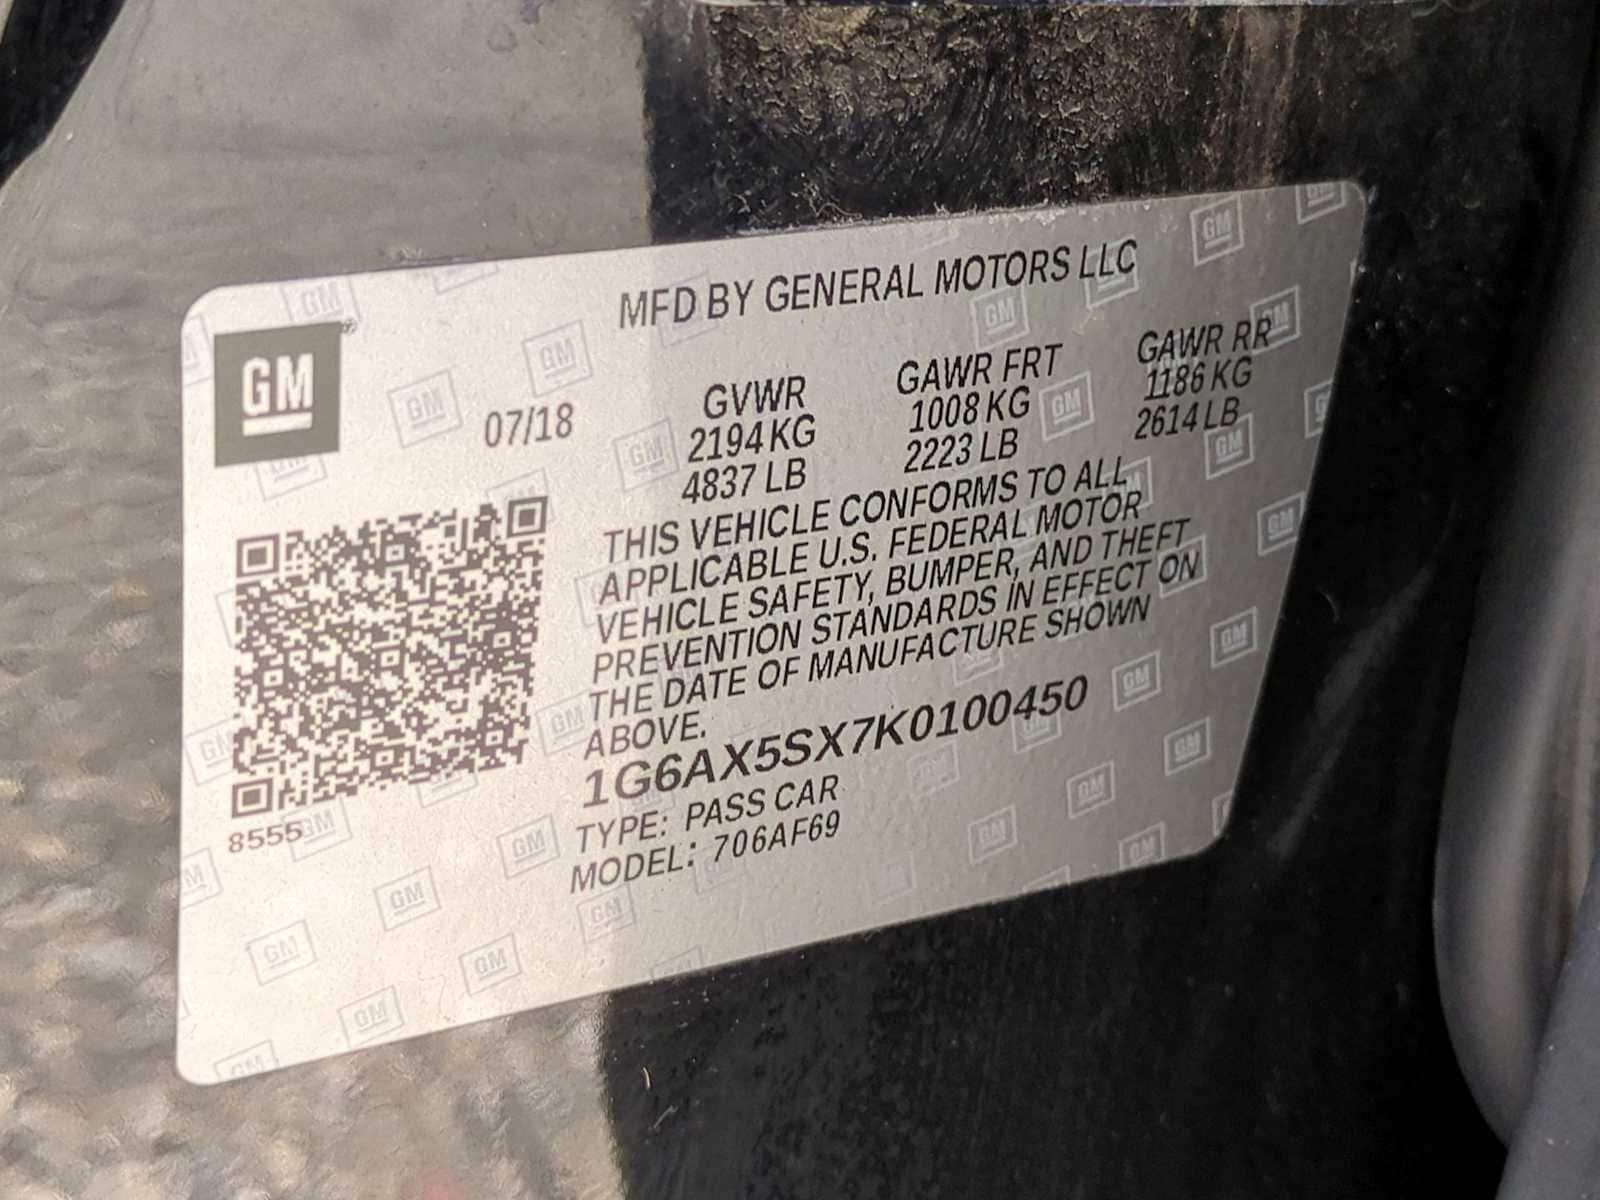 MFD BY GENERAL MOTORS LLC
GM
07/18
GVWR GAWR FRT GAWR RR
2194 KG 1008 KG 1186 KG
4837 LB 2223 LB 2614 LB
THIS VEHICLE CONFORMS TO ALL
APPLICABLE U.S. FEDERAL MOTOR
VEHICLE SAFETY, BUMPER, AND THEFT
PREVENTION STANDARDS IN EFFECT ON
THE DATE OF MANUFACTURE SHOWN
ABOVE.
1G6AX5SX7K0100450
TYPE: PASS CAR
MODEL: 706AF69
8555